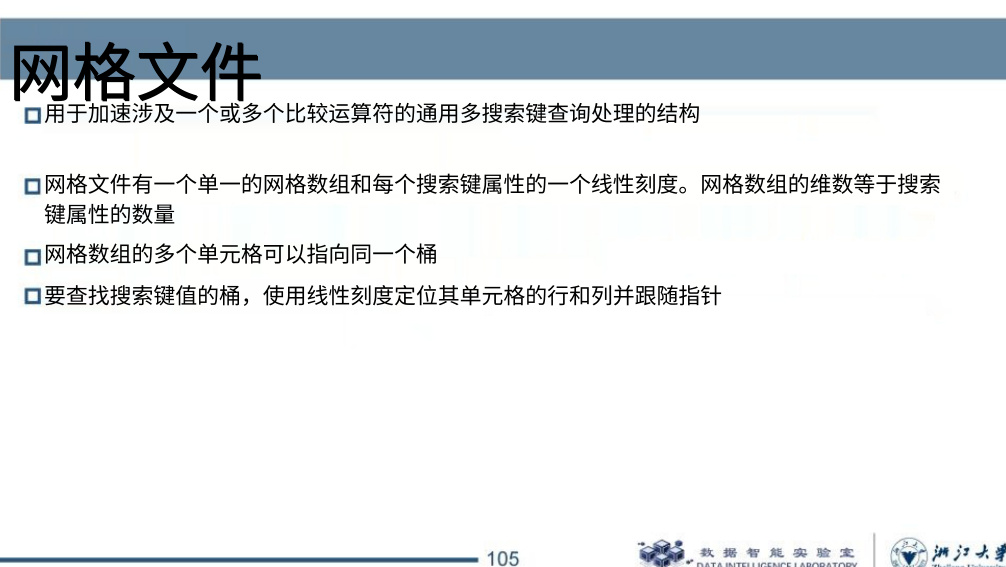 网格文件
用于加速涉及一个或多个比较运算符的通用多搜索键查询处理的结构
网格文件有一个单一的网格数组和每个搜索键属性的一个线性刻度。网格数组的维数等于搜索
键属性的数量
网格数组的多个单元格可以指向同一个桶
要查找搜索键值的桶，使用线性刻度定位其单元格的行和列并跟随指针
105
数据智能实验室
DATA INTELLIGENCE LABORATORY
浙江大学
Zhejiang University